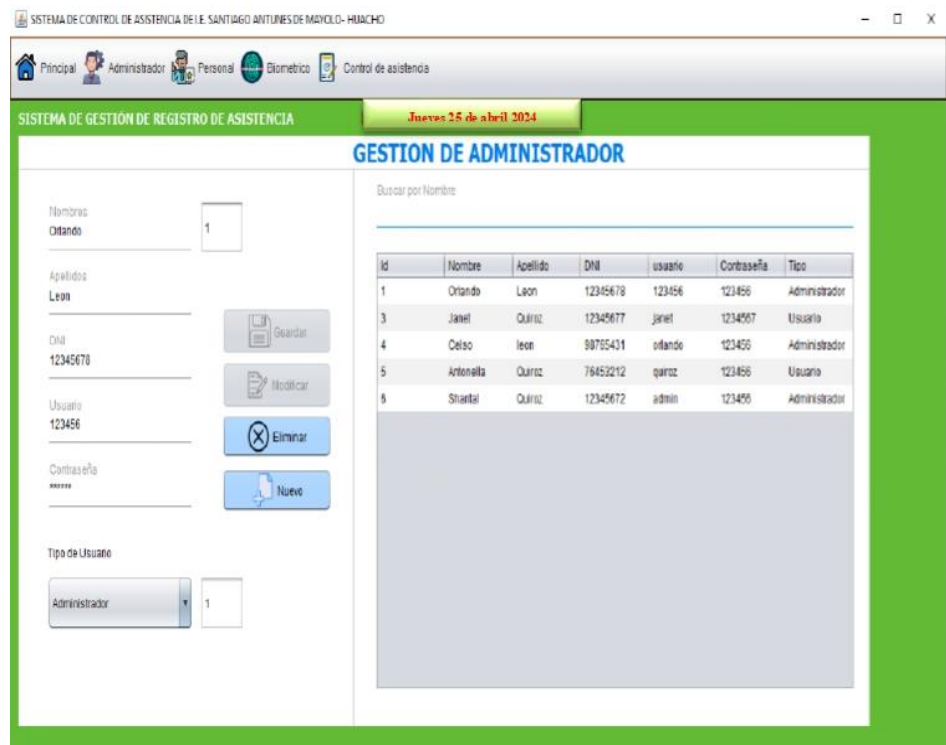 SISTEMA DE CONTROL DE ASISTENCIA DE I.E. SANTIAGO ANTUNES DE MAYOLO- HUACHO
Principal Administrador Personal Biometrico Control de asistencia
SISTEMA DE GESTIÓN DE REGISTRO DE ASISTENCIA
Jueves 25 de abril 2024
GESTION DE ADMINISTRADOR
Buscar por Nombre
Nombres
Orlando
1
Apellidos
Leon
DNI
12345678
Usuario
123456
Contraseña
******
Guardar
Modificar
Eliminar
Nuevo
Tipo de Usuario
Administrador
1
Id Nombre Apellido DNI usuario Contraseña Tipo
1 Orlando Leon 12345678 123456 123456 Administrador
3 Janet Quiroz 12345677 janet 1234567 Usuario
4 Celso leon 98765431 orlando 123456 Administrador
5 Antonella Quiroz 76453212 quiroz 123456 Usuario
6 Shantal Quiroz 12345672 admin 123456 Administrador